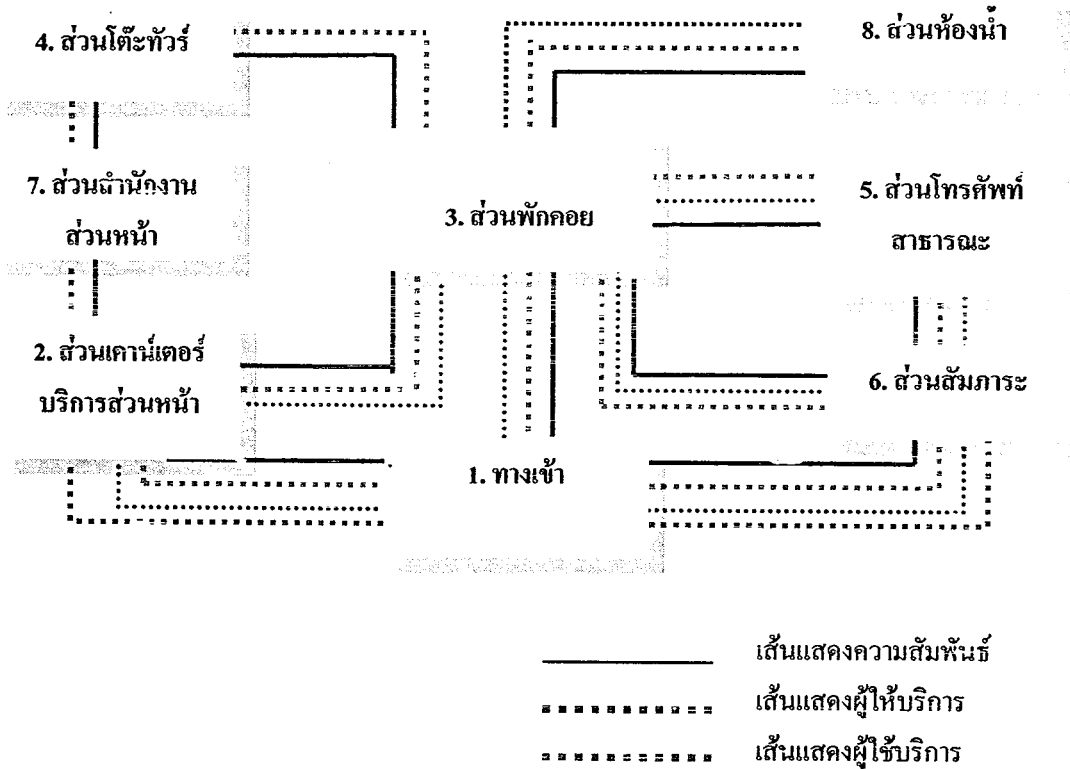 4. ส่วนโต๊ะทัวร์
8. ส่วนห้องน้ำ
7. ส่วนสำนักงาน
ส่วนหน้า
3. ส่วนพักคอย
5. ส่วนโทรศัพท์
สาธารณะ
2. ส่วนเคาน์เตอร์
บริการส่วนหน้า
6. ส่วนสัมภาระ
1. ทางเข้า
เส้นแสดงความสัมพันธ์
เส้นแสดงผู้ให้บริการ
เส้นแสดงผู้ใช้บริการ